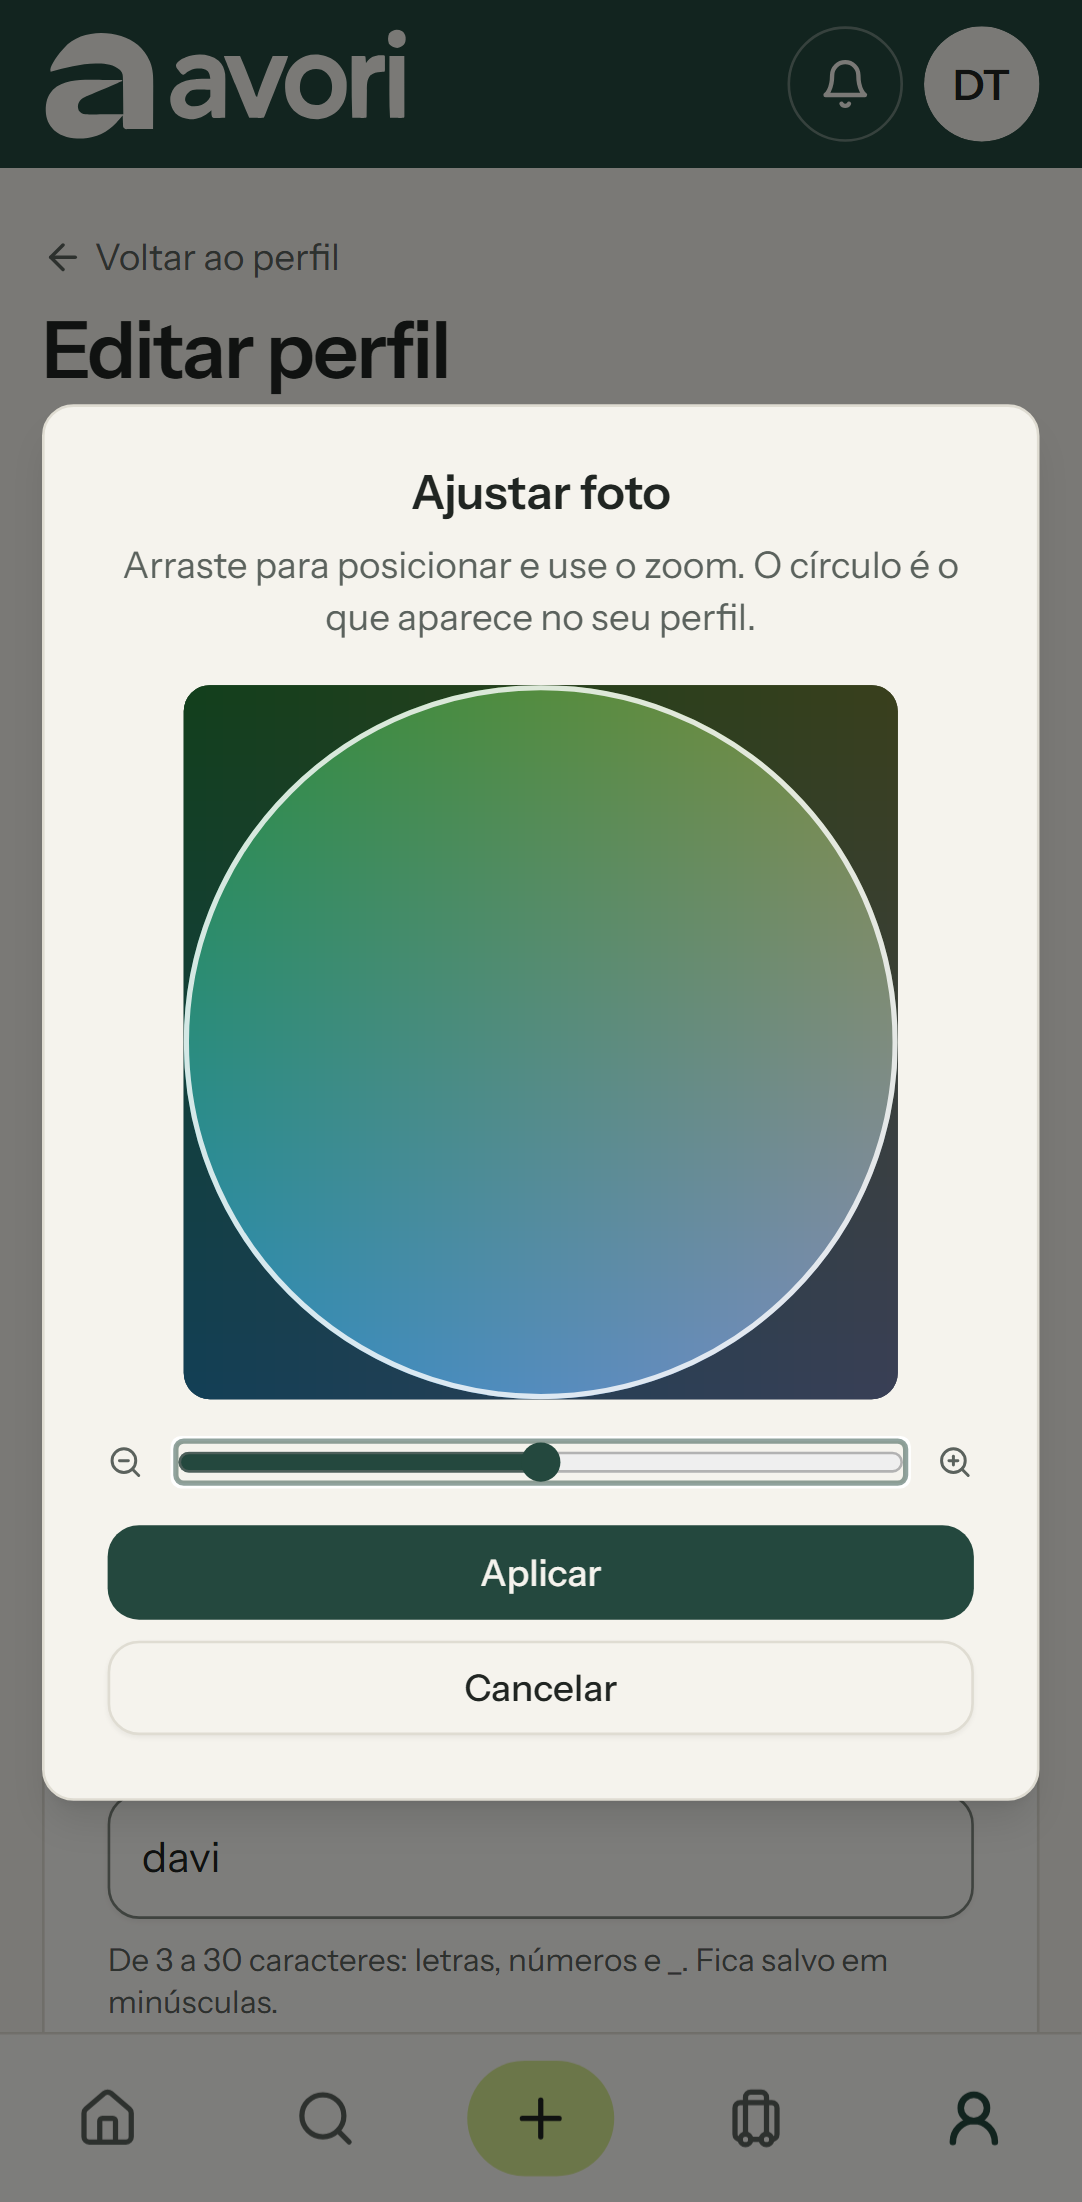 a avori
DT
Voltar ao perfil
Editar perfil
Ajustar foto
Arraste para posicionar e use o zoom. O círculo é o
que aparece no seu perfil.
Aplicar
Cancelar
davi
De 3 a 30 caracteres: letras, números e _. Fica salvo em
minúsculas.